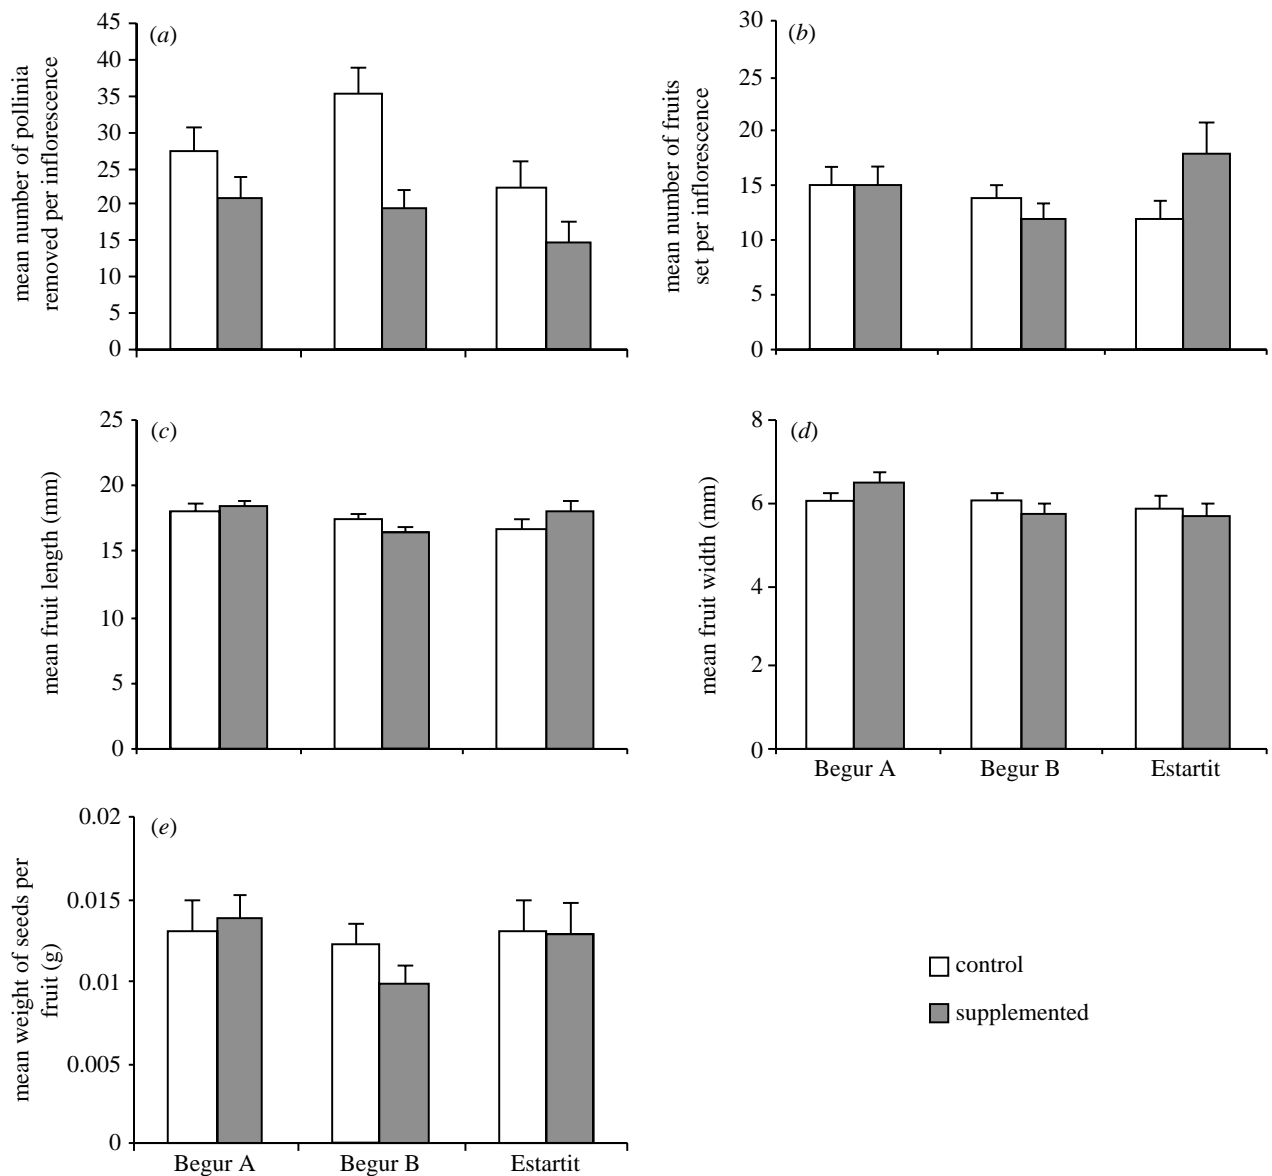 (a)
mean number of pollinia
removed per inflorescence
45
40
35
30
25
20
15
10
5
0
(b)
mean number of fruits
set per inflorescence
30
25
20
15
10
5
0
(c)
mean fruit length (mm)
25
20
15
10
5
0
(d)
mean fruit width (mm)
8
6
4
2
0
Begur A Begur B Estartit
(e)
mean weight of seeds per
fruit (g)
0.02
0.015
0.01
0.005
0
Begur A Begur B Estartit
control
supplemented